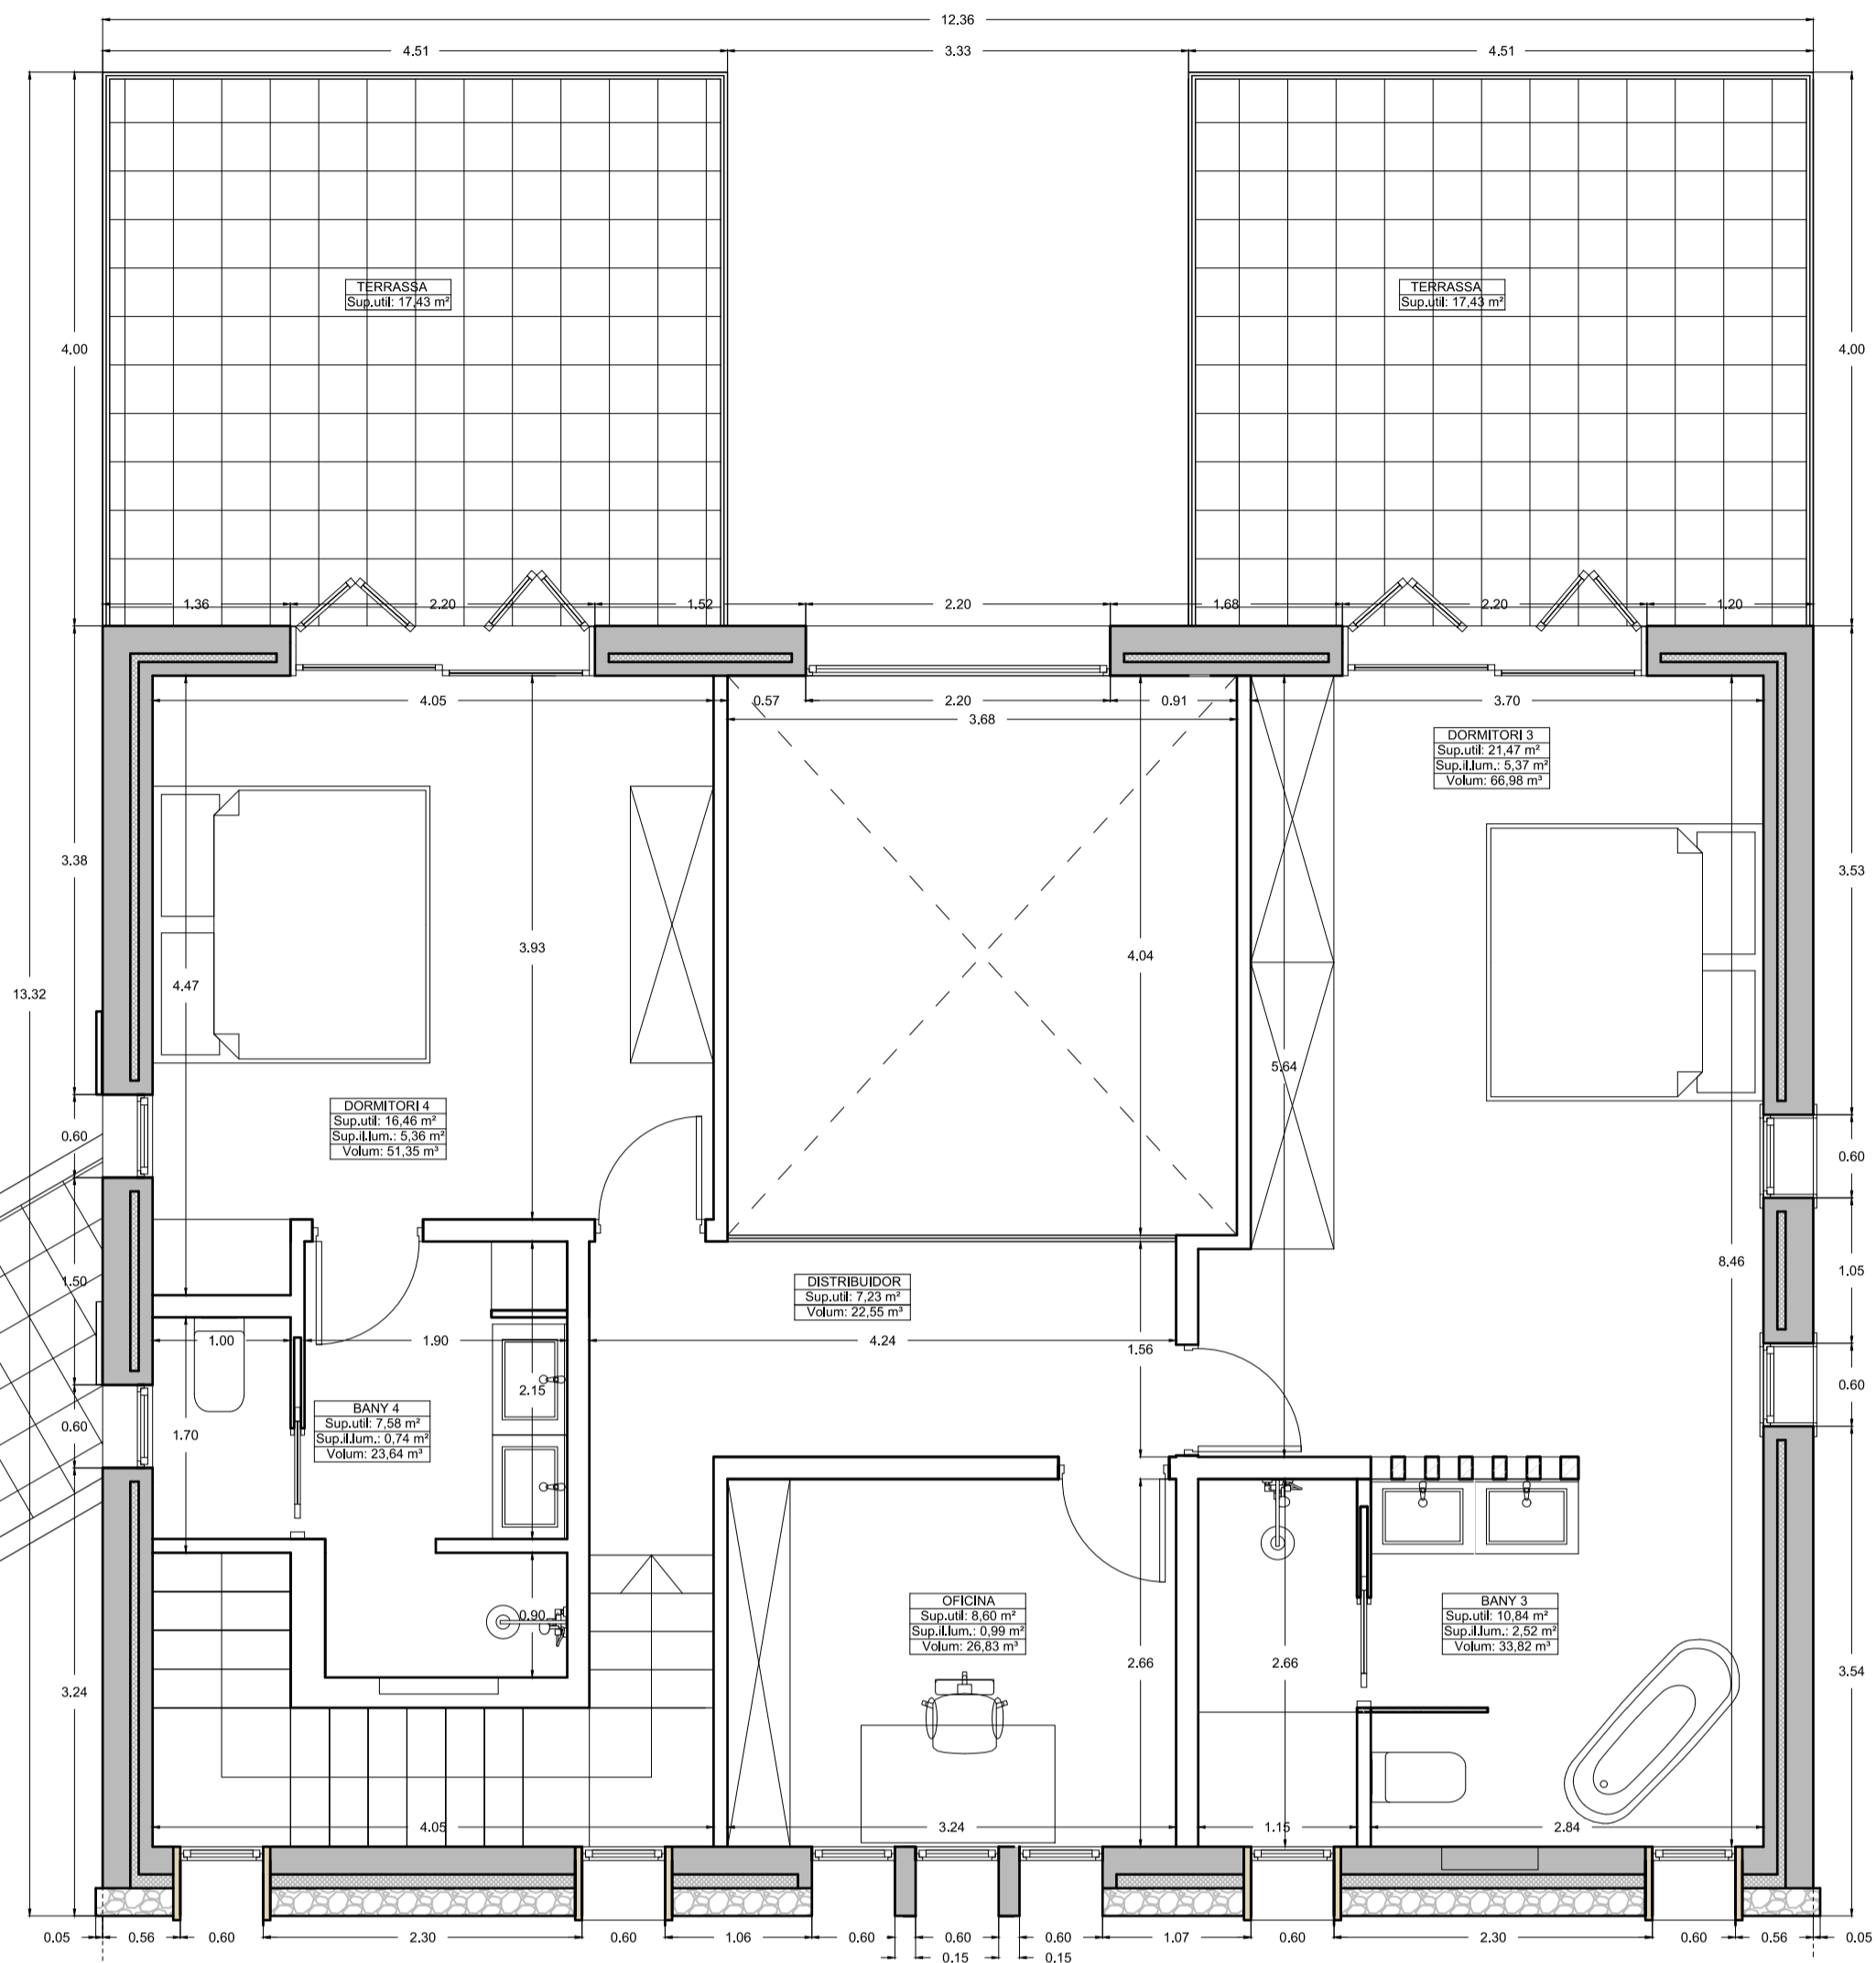 12.36
4.51
3.33
4.51
TERRASSA
Sup.util: 17,43 m²
TERRASSA
Sup.util: 17,43 m²
4.00
4.00
1.36
2.20
1.52
2.20
1.68
2.20
1.20
4.05
0.57
2.20
0.91
3.70
3.68
DORMITORI 3
Sup.util: 21,47 m²
Sup.il.lum.: 5,37 m²
Volum: 66,98 m³
3.38
3.53
3.93
4.04
4.47
13.32
5.64
DORMITORI 4
Sup.util: 16,46 m²
Sup.il.lum.: 5,36 m²
Volum: 51,35 m³
0.60
0.60
1.50
DISTRIBUIDOR
Sup.util: 7,23 m²
Volum: 22,55 m³
8.46
1.05
1.00
1.90
4.24
1.56
2.15
0.60
BANY 4
Sup.util: 7,58 m²
Sup.il.lum.: 0,74 m²
Volum: 23,64 m³
0.60
1.70
0.90
OFICINA
Sup.util: 8,60 m²
Sup.il.lum.: 0,99 m²
Volum: 26,83 m³
BANY 3
Sup.util: 10,84 m²
Sup.il.lum.: 2,52 m²
Volum: 33,82 m³
3.24
2.66
2.66
3.54
4.05
3.24
1.15
2.84
0.05
0.56
0.60
2.30
0.60
1.06
0.60
0.60
0.60
1.07
0.60
2.30
0.60
0.56
0.05
0.15
0.15